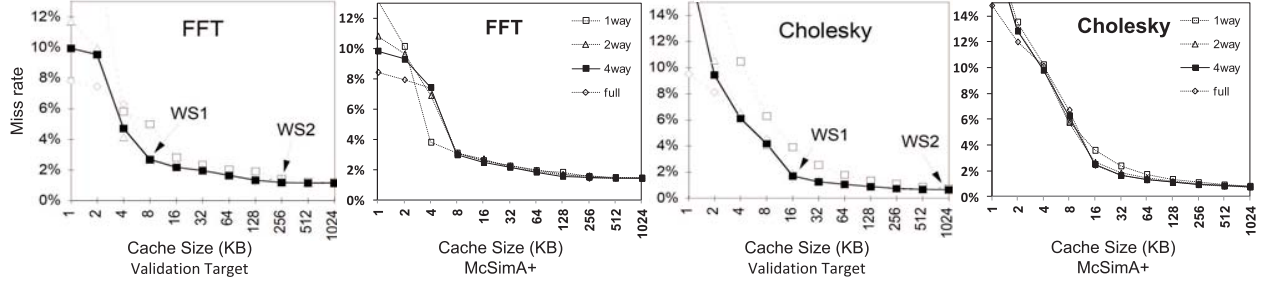 FFT
Miss rate
12%
10%
8%
6%
4%
2%
0%
WS1
WS2
1 2 4 8 16 32 64 128 256 512 1024
Cache Size (KB)
Validation Target
FFT
12%
10%
8%
6%
4%
2%
0%
1way
2way
4way
full
1 2 4 8 16 32 64 128 256 512 1024
Cache Size (KB)
McSimA+
Cholesky
14%
12%
10%
8%
6%
4%
2%
0%
WS1
WS2
1 2 4 8 16 32 64 128 256 512 1024
Cache Size (KB)
Validation Target
Cholesky
14%
12%
10%
8%
6%
4%
2%
0%
1way
2way
4way
full
1 2 4 8 16 32 64 128 256 512 1024
Cache Size (KB)
McSimA+